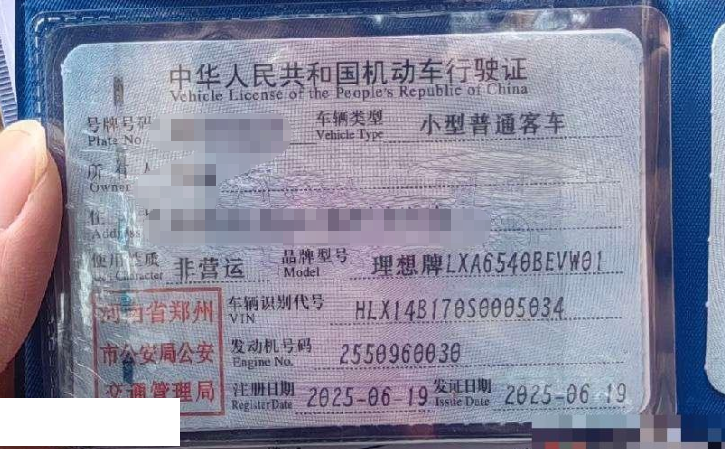 中华人民共和国机动车行驶证
Vehicle License of the People's Republic of China
号牌号码 车辆类型 小型普通客车
Plate No. Vehicle Type
所有人
Owner
住
Address
使用性质 非营运 品牌型号 理想牌LXA6540BEVW01
Use Character Model
河南省郑州 车辆识别代号 HLX14B170S0005034
VIN
市公安局公安 发动机号码 2550960030
Engine No.
交通管理局 注册日期 2025-06-19 发证日期 2025-06-19
Register Date Issue Date